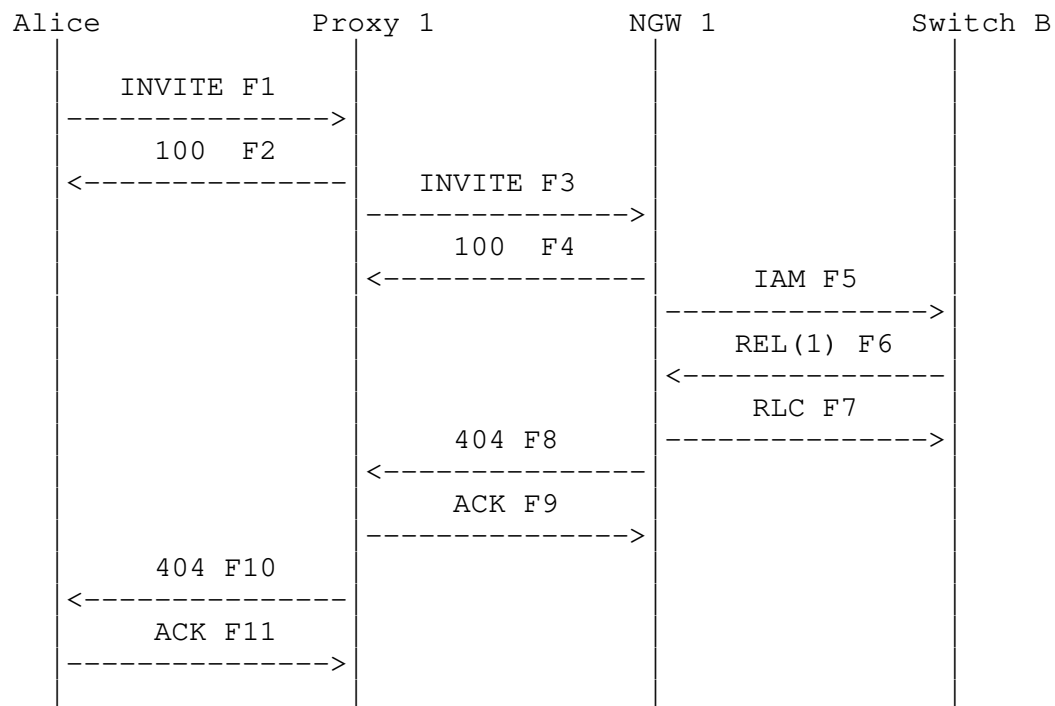 Alice Proxy 1 NGW 1 Switch B
INVITE F1
100 F2
INVITE F3
100 F4
IAM F5
REL(1) F6
RLC F7
404 F8
ACK F9
404 F10
ACK F11